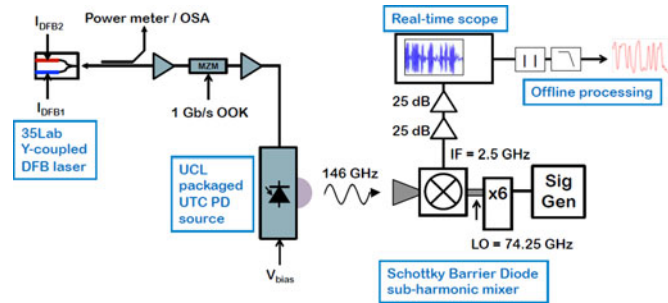 I_DFB2
Power meter / OSA
MZM
I_DFB1
1 Gb/s OOK
35Lab
Y-coupled
DFB laser
UCL
packaged
UTC PD
source
V_bias
146 GHz
Real-time scope
25 dB
25 dB
Offline processing
IF = 2.5 GHz
x6
Sig
Gen
LO = 74.25 GHz
Schottky Barrier Diode
sub-harmonic mixer